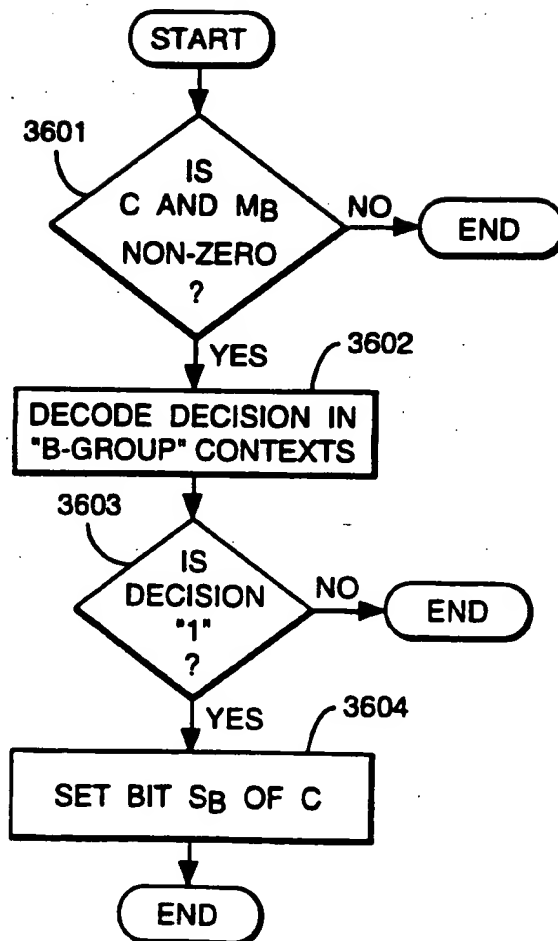 START
3601
IS
C AND MB
NON-ZERO
?
NO
END
YES
3602
DECODE DECISION IN
"B-GROUP" CONTEXTS
3603
IS
DECISION
"1"
?
NO
END
YES
3604
SET BIT SB OF C
END